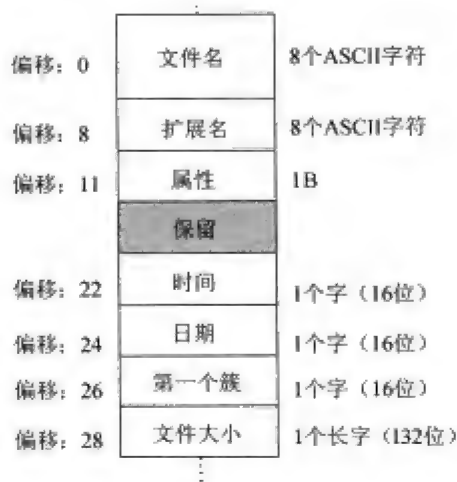 偏移：0 文件名 8个ASCII字符
偏移：8 扩展名 8个ASCII字符
偏移：11 属性 1B
保留
偏移：22 时间 1个字（16位）
偏移：24 日期 1个字（16位）
偏移：26 第一个簇 1个字（16位）
偏移：28 文件大小 1个长字（132位）